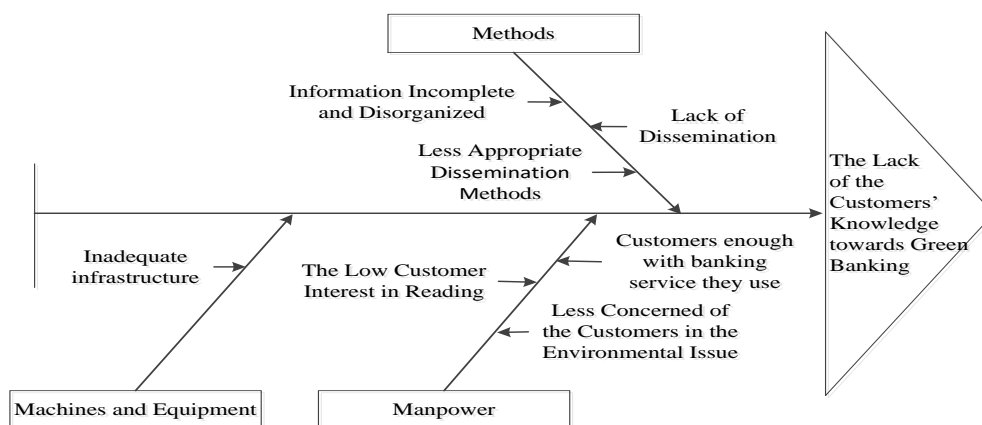 Methods
Information Incomplete
and Disorganized
Lack of
Dissemination
Less Appropriate
Dissemination
Methods
The Lack
of the
Customers’
Knowledge
towards Green
Banking
Inadequate
infrastructure
Customers enough
with banking
service they use
The Low Customer
Interest in Reading
Less Concerned of
the Customers in the
Environmental Issue
Machines and Equipment
Manpower